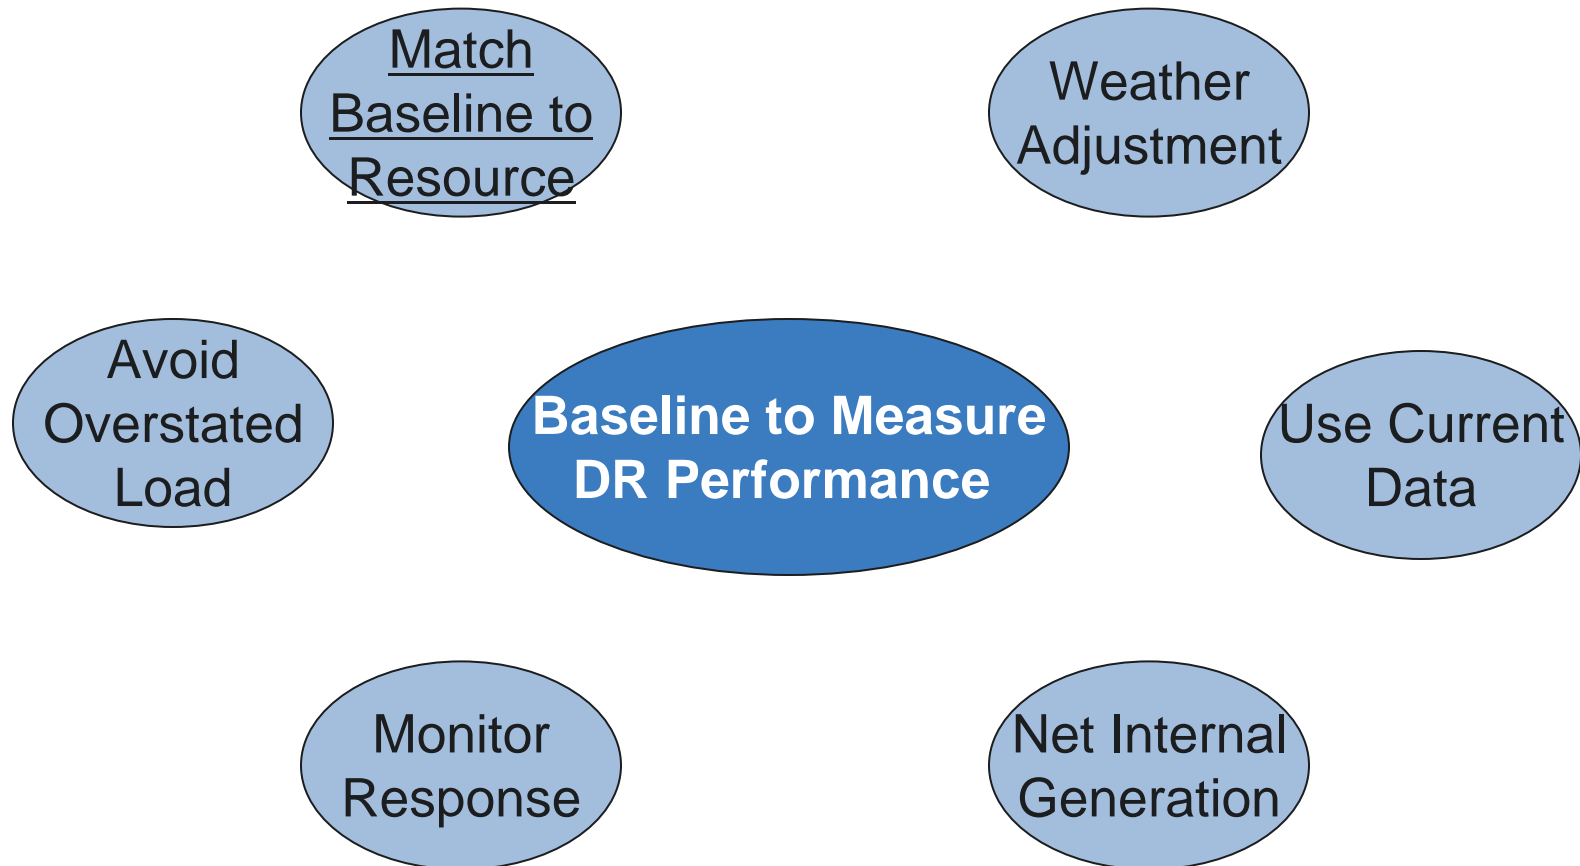 Match
Baseline to
Resource
Weather
Adjustment
Avoid
Overstated
Load
Baseline to Measure
DR Performance
Use Current
Data
Monitor
Response
Net Internal
Generation